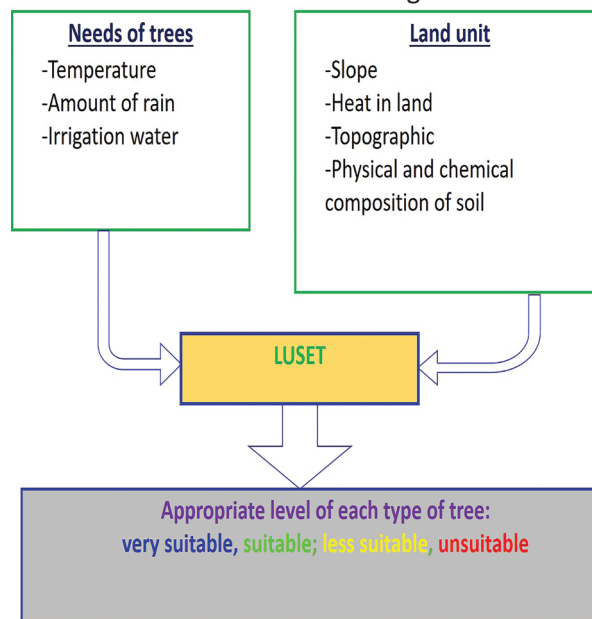 Needs of trees
-Temperature
-Amount of rain
-Irrigation water
Land unit
-Slope
-Heat in land
-Topographic
-Physical and chemical
composition of soil
LUSET
Appropriate level of each type of tree:
very suitable, suitable; less suitable, unsuitable